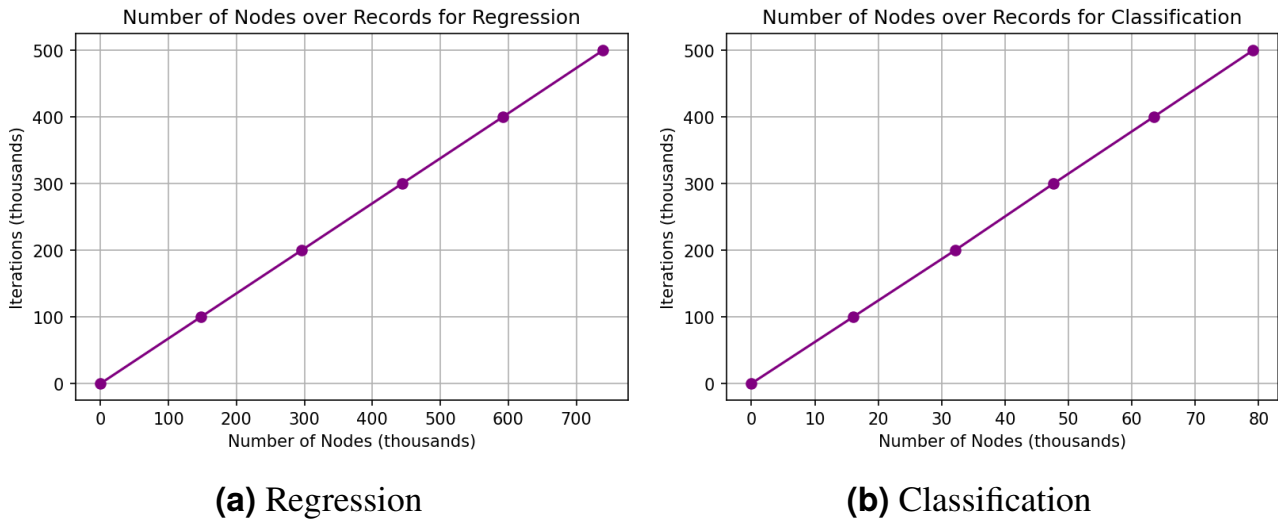 Number of Nodes over Records for Regression
500
400
300
200
100
0
Iterations (thousands)
0 100 200 300 400 500 600 700
Number of Nodes (thousands)
(a) Regression
Number of Nodes over Records for Classification
500
400
300
200
100
0
Iterations (thousands)
0 10 20 30 40 50 60 70 80
Number of Nodes (thousands)
(b) Classification